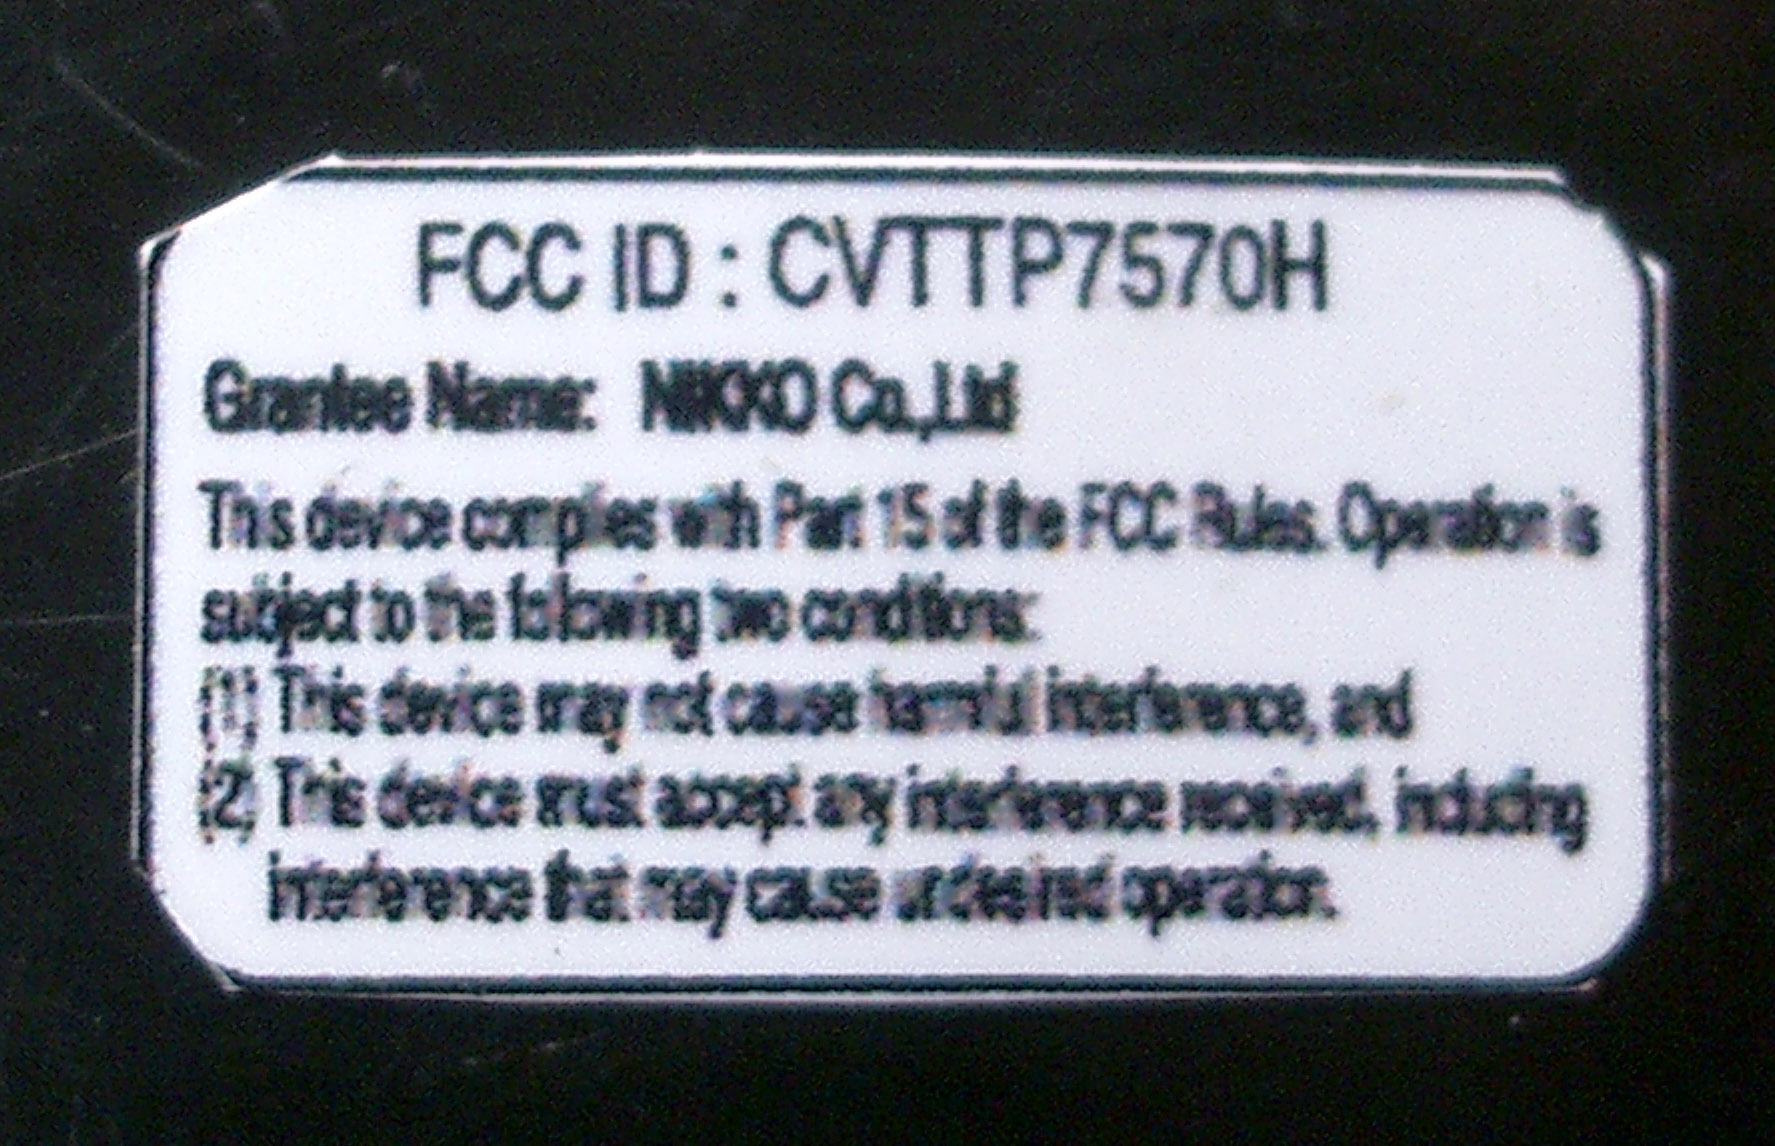 FCC ID : CVTTP7570H
Grantee Name: NIKKO Co.,Ltd
This device complies with Part 15 of the FCC Rules. Operation is
subject to the following two conditions:
(1) This device may not cause harmful interference, and
(2) This device must accept any interference received, including
interference that may cause undesired operation.